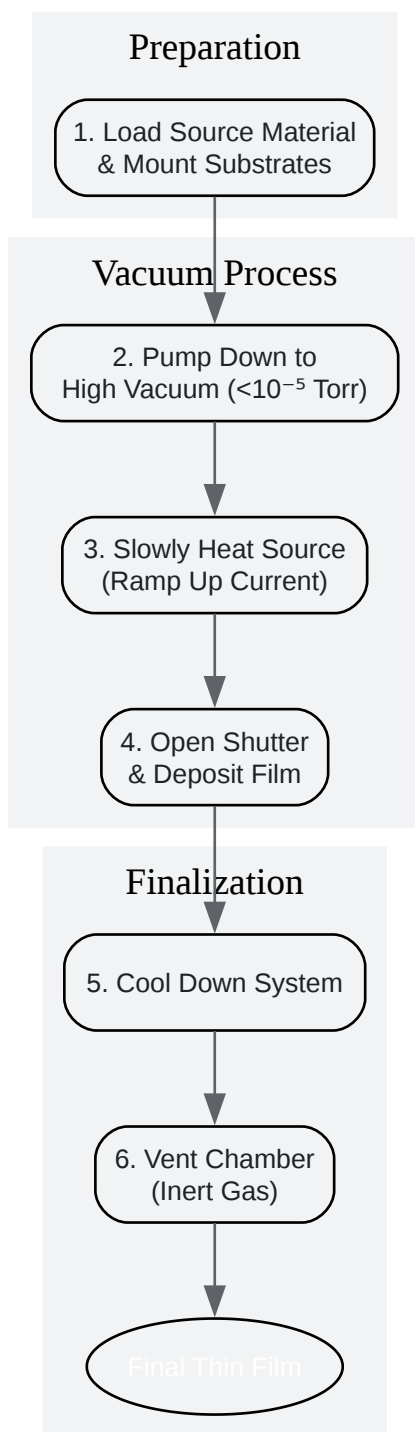 Preparation
1. Load Source Material
& Mount Substrates
Vacuum Process
2. Pump Down to
High Vacuum (<10⁻⁵ Torr)
3. Slowly Heat Source
(Ramp Up Current)
4. Open Shutter
& Deposit Film
Finalization
5. Cool Down System
6. Vent Chamber
(Inert Gas)
Final Thin Film